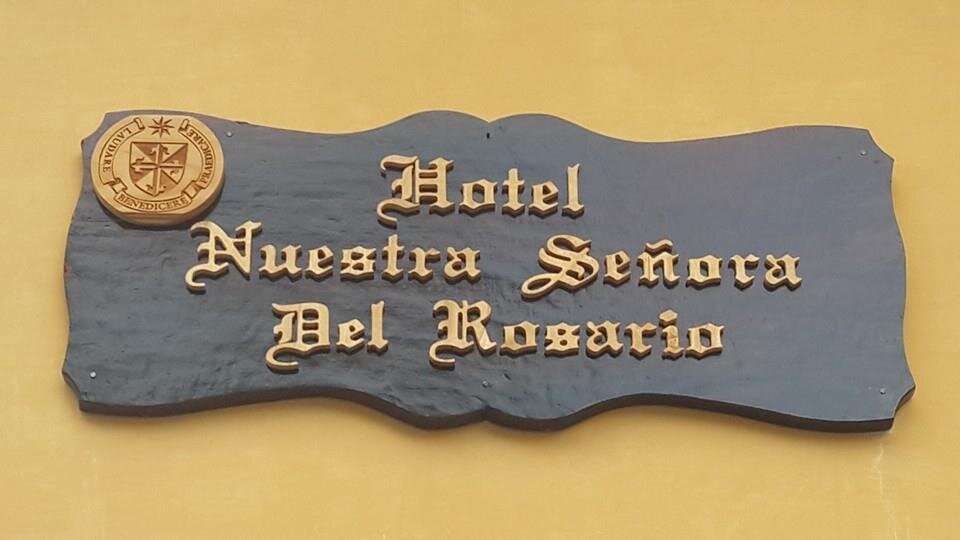 LAUDARE
BENEDICERE
PRAEDICARE
Hotel
Nuestra Señora
Del Rosario